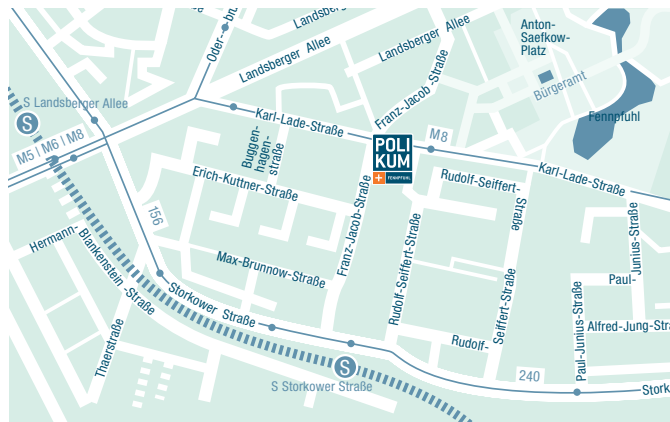 Landsberger Allee
Oder-
Landsberger Allee
Landsberger Allee
Anton-
Saefkow-
Platz
Bürgeramt
Fennpfuhl
S Landsberger Allee
S
M5 | M6 | M8
Karl-Lade-Straße
Franz-Jacob-Straße
M8
POLI
KUM
+ FENNPFUHL
Karl-Lade-Straße
Buggen-
hagen-
straße
Erich-Kuttner-Straße
Rudolf-Seiffert-
Straße
156
Hermann-
Blankenstein-Straße
Max-Brunnow-Straße
Franz-Jacob-Straße
Rudolf-Seiffert-Straße
Storkower Straße
Thaerstraße
Rudolf-
Seiffert-Straße
Paul-
Junius-Straße
Paul-Junius-Straße
Alfred-Jung-Stra
S
S Storkower Straße
240
Stork